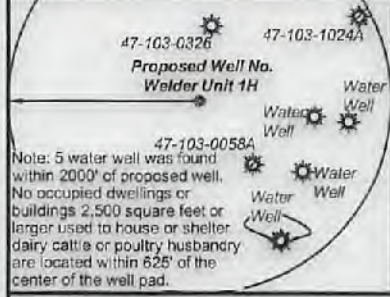 47-103-0326
47-103-1024A
Proposed Well No.
Welder Unit 1H
Water
Well
Water
Well
47-103-0058A
Note: 5 water well was found
within 2000' of proposed well.
No occupied dwellings or
buildings 2,500 square feet or
larger used to house or shelter
dairy cattle or poultry husbandry
are located within 625' of the
center of the well pad.
Water
Well
Water
Well